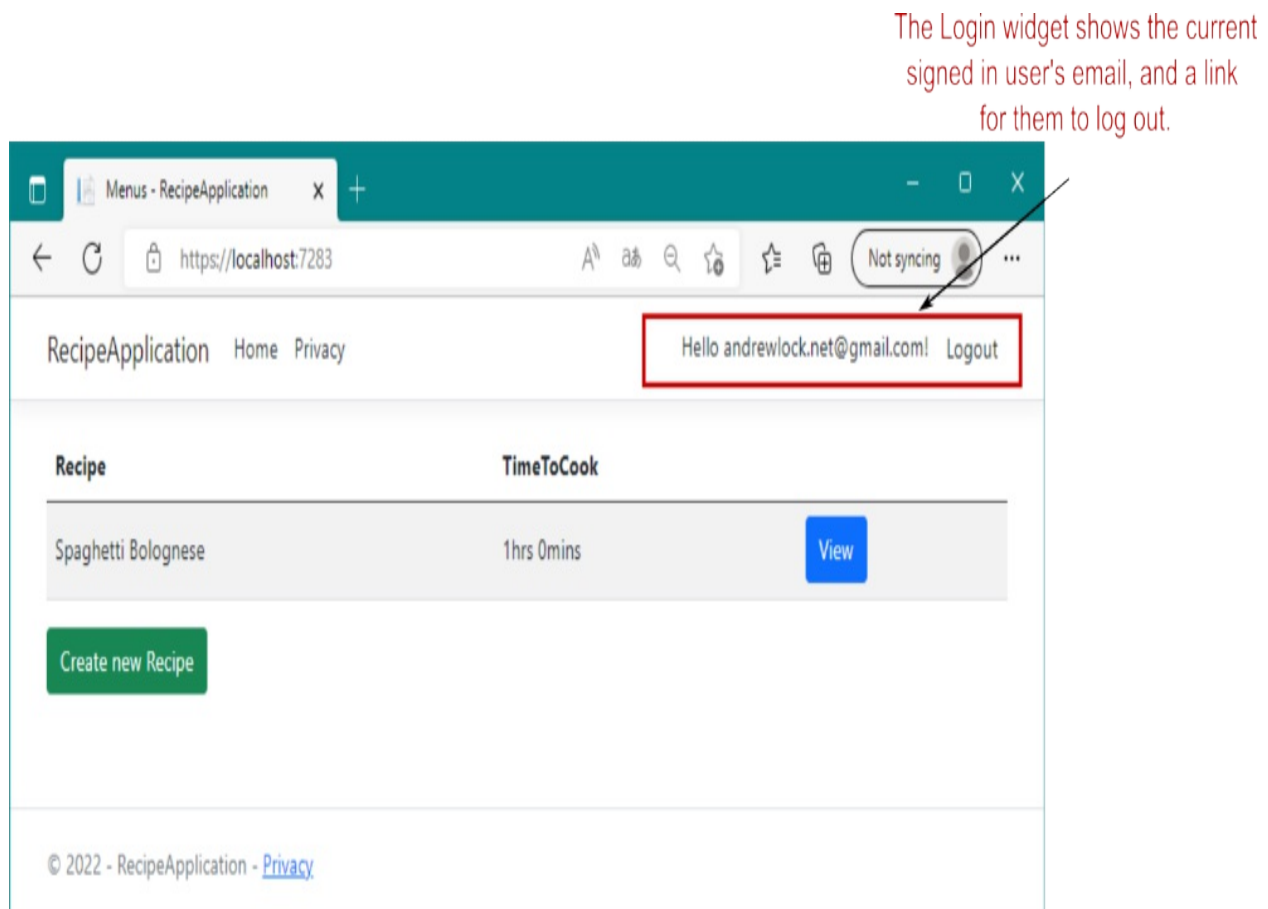 The Login widget shows the current
signed in user's email, and a link
for them to log out.
Menus - RecipeApplication
https://localhost:7283
Not syncing
RecipeApplication Home Privacy
Hello andrewlock.net@gmail.com! Logout
Recipe TimeToCook
Spaghetti Bolognese 1hrs 0mins View
Create new Recipe
© 2022 - RecipeApplication - Privacy